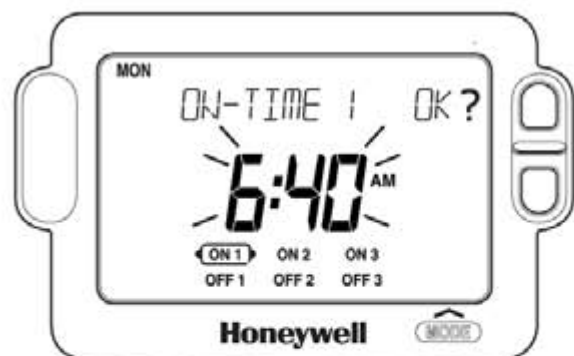 MON
ON-TIME 1 OK?
6:40 AM
ON 1 ON 2 ON 3
OFF 1 OFF 2 OFF 3
Honeywell MODE